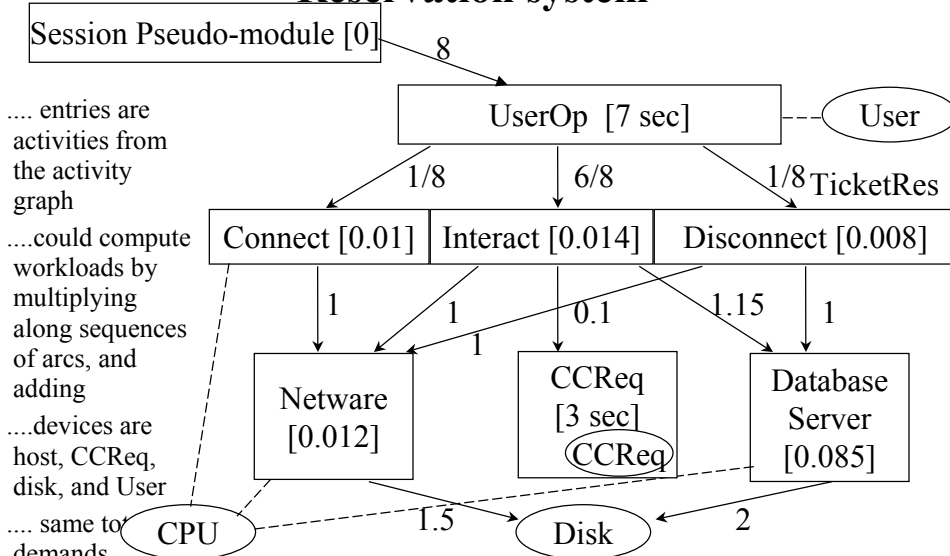 Reservation system
Session Pseudo-module [0]
8
UserOp [7 sec]
User
.... entries are
activities from
the activity
graph
1/8
6/8
1/8
TicketRes
....could compute
workloads by
multiplying
along sequences
of arcs, and
adding
Connect [0.01]
Interact [0.014]
Disconnect [0.008]
1
1
1
0.1
1.15
1
Netware
[0.012]
CCReq
[3 sec]
CCReq
Database
Server
[0.085]
....devices are
host, CCReq,
disk, and User
.... same
demands
CPU
1.5
Disk
2